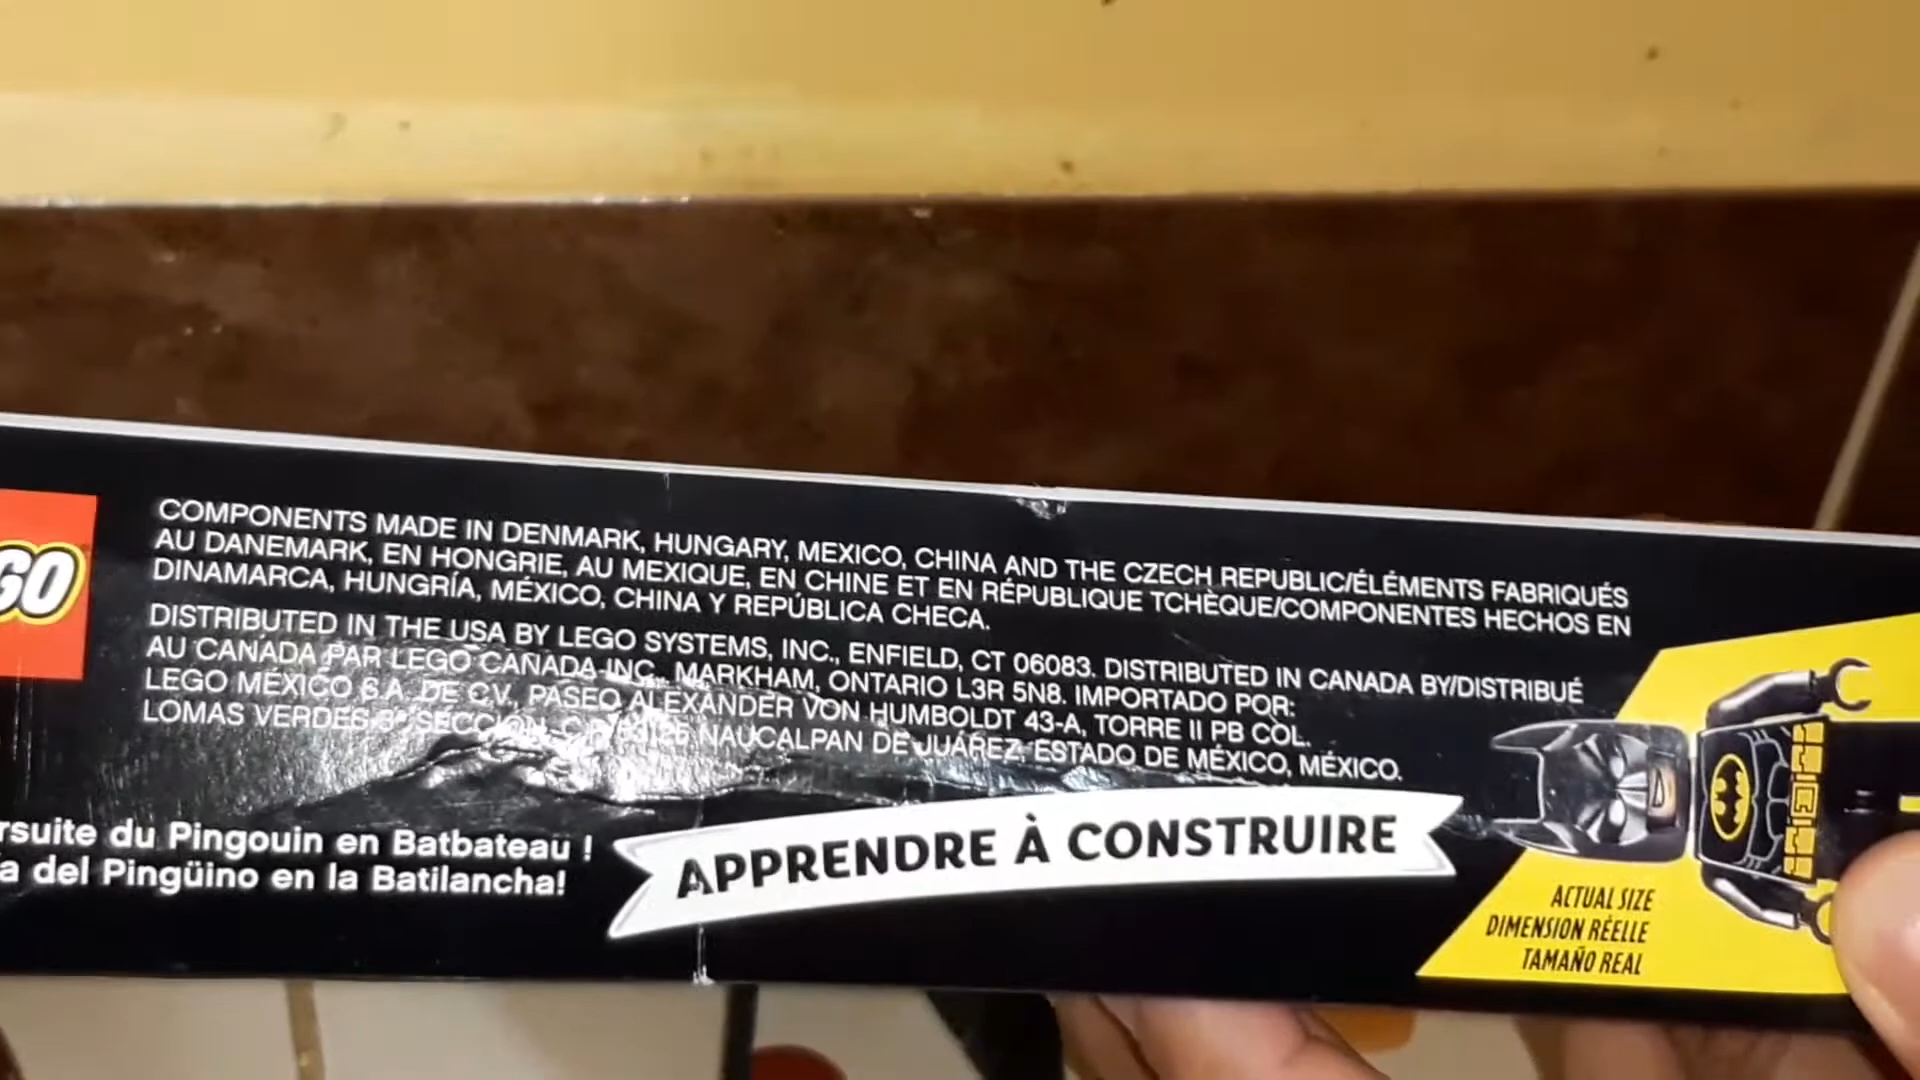 GO
COMPONENTS MADE IN DENMARK, HUNGARY, MEXICO, CHINA AND THE CZECH REPUBLIC/ÉLÉMENTS FABRIQUÉS
AU DANEMARK, EN HONGRIE, AU MEXIQUE, EN CHINE ET EN RÉPUBLIQUE TCHÈQUE/COMPONENTES HECHOS EN
DINAMARCA, HUNGRÍA, MÉXICO, CHINA Y REPÚBLICA CHECA.
DISTRIBUTED IN THE USA BY LEGO SYSTEMS, INC., ENFIELD, CT 06083. DISTRIBUTED IN CANADA BY/DISTRIBUÉ
AU CANADA PAR LEGO CANADA INC., MARKHAM, ONTARIO L3R 5N8. IMPORTADO POR:
LEGO MÉXICO S.A. DE C.V., PASEO ALEXANDER VON HUMBOLDT 43-A, TORRE II PB COL.
LOMAS VERDES 3ª SECCIÓN, C.P. 53125 NAUCALPAN DE JUÁREZ, ESTADO DE MÉXICO, MÉXICO.
rsuite du Pingouin en Batbateau !
a del Pingüino en la Batilancha!
APPRENDRE À CONSTRUIRE
ACTUAL SIZE
DIMENSION RÉELLE
TAMAÑO REAL